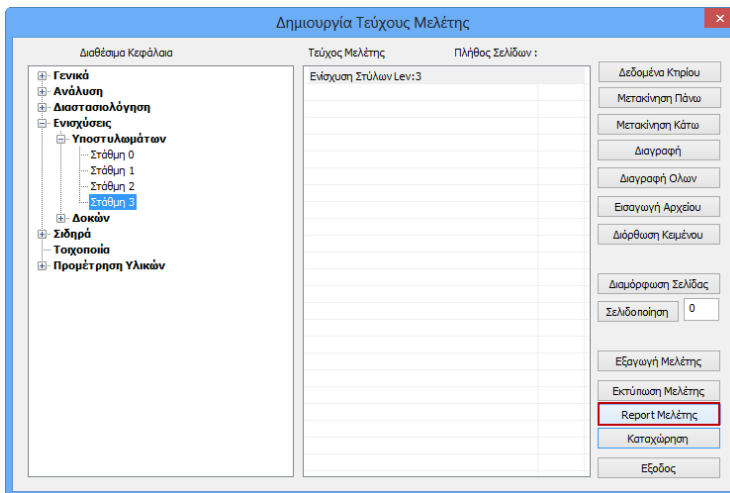 Δημιουργία Τεύχους Μελέτης
Διαθέσιμα Κεφάλαια
Τεύχος Μελέτης
Πλήθος Σελίδων :
Γενικά
Ανάλυση
Διαστασιολόγηση
Ενισχύσεις
Υποστυλωμάτων
Στάθμη 0
Στάθμη 1
Στάθμη 2
Στάθμη 3
Δοκών
Σιδηρά
Τοιχοποιία
Προμέτρηση Υλικών
Ενίσχυση Στύλων Lev:3
Δεδομένα Κτιρίου
Μετακίνηση Πάνω
Μετακίνηση Κάτω
Διαγραφή
Διαγραφή Ολων
Εισαγωγή Αρχείου
Διόρθωση Κειμένου
Διαμόρφωση Σελίδας
Σελιδοποίηση 0
Εξαγωγή Μελέτης
Εκτύπωση Μελέτης
Report Μελέτης
Καταχώρηση
Εξοδος